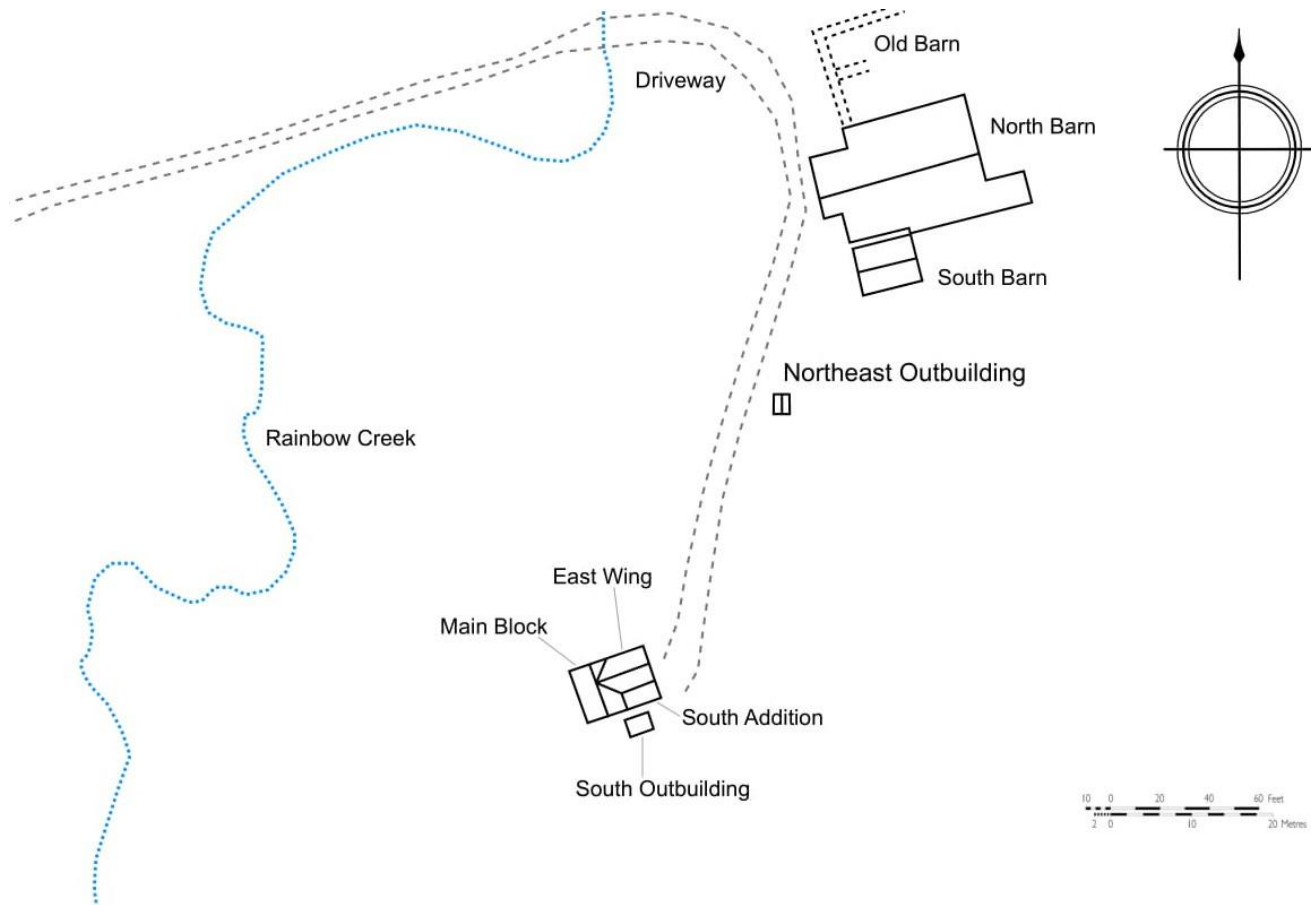 Old Barn
Driveway
North Barn
South Barn
Northeast Outbuilding
Rainbow Creek
East Wing
Main Block
South Addition
South Outbuilding
10 0 20 40 60 Feet
2 0 10 20 Metres